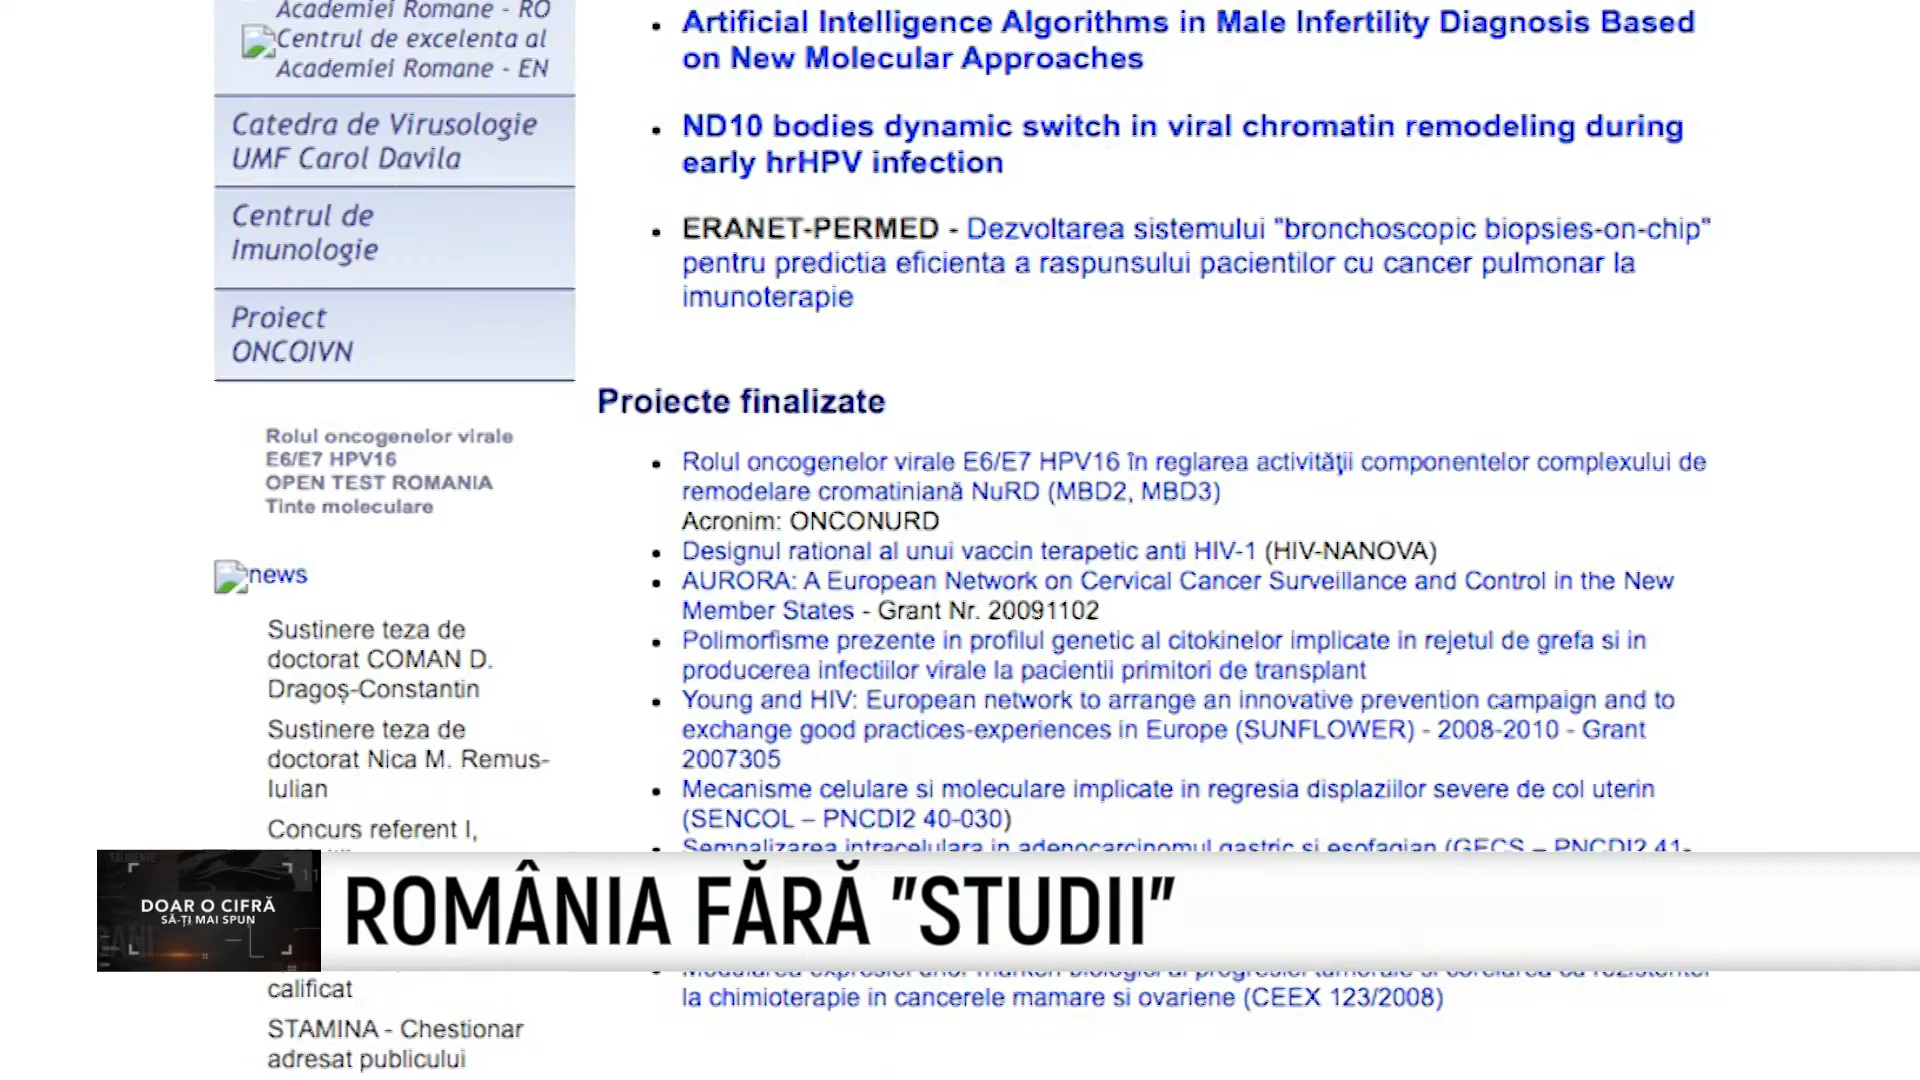 Academiei Romane - RO
Centrul de excelenta al
Academiei Romane - EN
Catedra de Virusologie
UMF Carol Davila
Centrul de
Imunologie
Proiect
ONCOIVN
Rolul oncogenelor virale
E6/E7 HPV16
OPEN TEST ROMANIA
Tinte moleculare
news
Sustinere teza de
doctorat COMAN D.
Dragoș-Constantin
Sustinere teza de
doctorat Nica M. Remus-
Iulian
Concurs referent I,
calificat
STAMINA - Chestionar
adresat publicului
Artificial Intelligence Algorithms in Male Infertility Diagnosis Based
on New Molecular Approaches
ND10 bodies dynamic switch in viral chromatin remodeling during
early hrHPV infection
ERANET-PERMED - Dezvoltarea sistemului "bronchoscopic biopsies-on-chip"
pentru predictia eficienta a raspunsului pacientilor cu cancer pulmonar la
imunoterapie
Proiecte finalizate
Rolul oncogenelor virale E6/E7 HPV16 în reglarea activităţii componentelor complexului de
remodelare cromatiniană NuRD (MBD2, MBD3)
Acronim: ONCONURD
Designul rational al unui vaccin terapetic anti HIV-1 (HIV-NANOVA)
AURORA: A European Network on Cervical Cancer Surveillance and Control in the New
Member States - Grant Nr. 20091102
Polimorfisme prezente in profilul genetic al citokinelor implicate in rejetul de grefa si in
producerea infectiilor virale la pacientii primitori de transplant
Young and HIV: European network to arrange an innovative prevention campaign and to
exchange good practices-experiences in Europe (SUNFLOWER) - 2008-2010 - Grant
2007305
Mecanisme celulare si moleculare implicate in regresia displaziilor severe de col uterin
(SENCOL – PNCDI2 40-030)
Semnalizarea intracelulara in adenocarcinomul gastric si esofagian (GECS – PNCDI2 41-
la chimioterapie in cancerele mamare si ovariene (CEEX 123/2008)
DOAR O CIFRĂ
SĂ-ȚI MAI SPUN
ROMÂNIA FĂRĂ "STUDII"